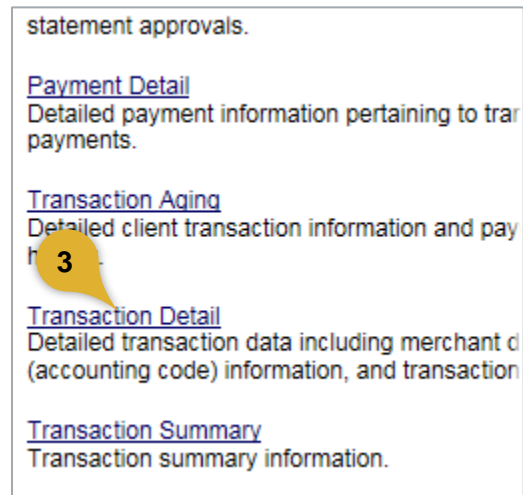 statement approvals.
Payment Detail
Detailed payment information pertaining to
payments.
Transaction Aging
Detailed client transaction information and pay
3
Transaction Detail
Detailed transaction data including merchant
(accounting code) information, and transaction
Transaction Summary
Transaction summary information.